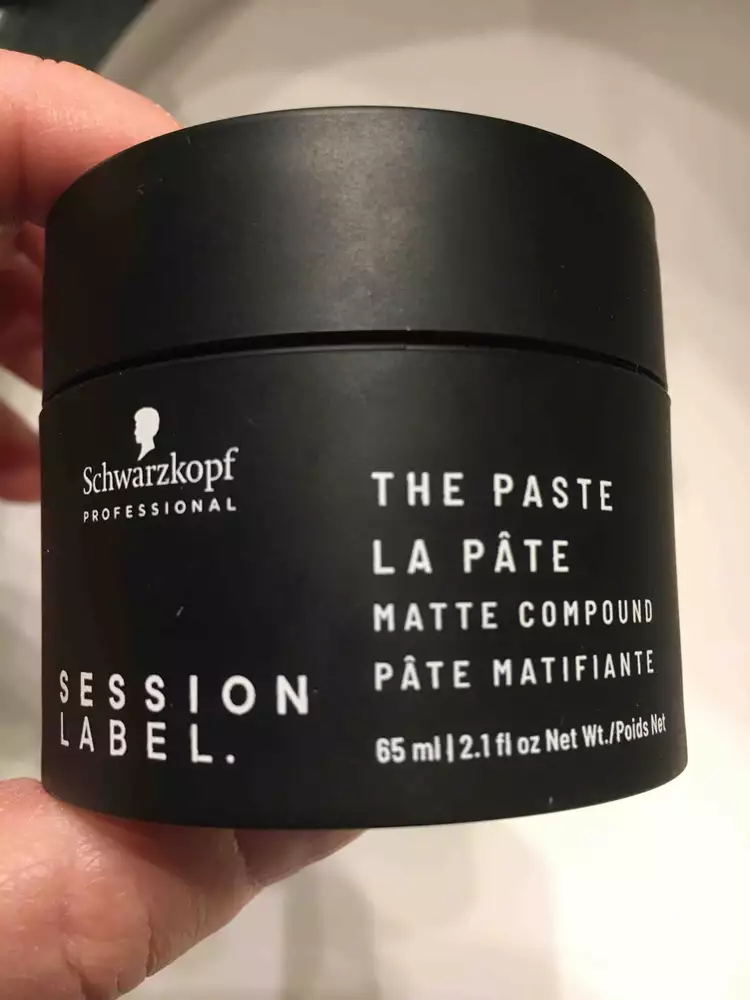 Schwarzkopf
PROFESSIONAL
SESSION
LABEL.
THE PASTE
LA PÂTE
MATTE COMPOUND
PÂTE MATIFIANTE
65 ml | 2.1 fl oz Net Wt./Poids Net